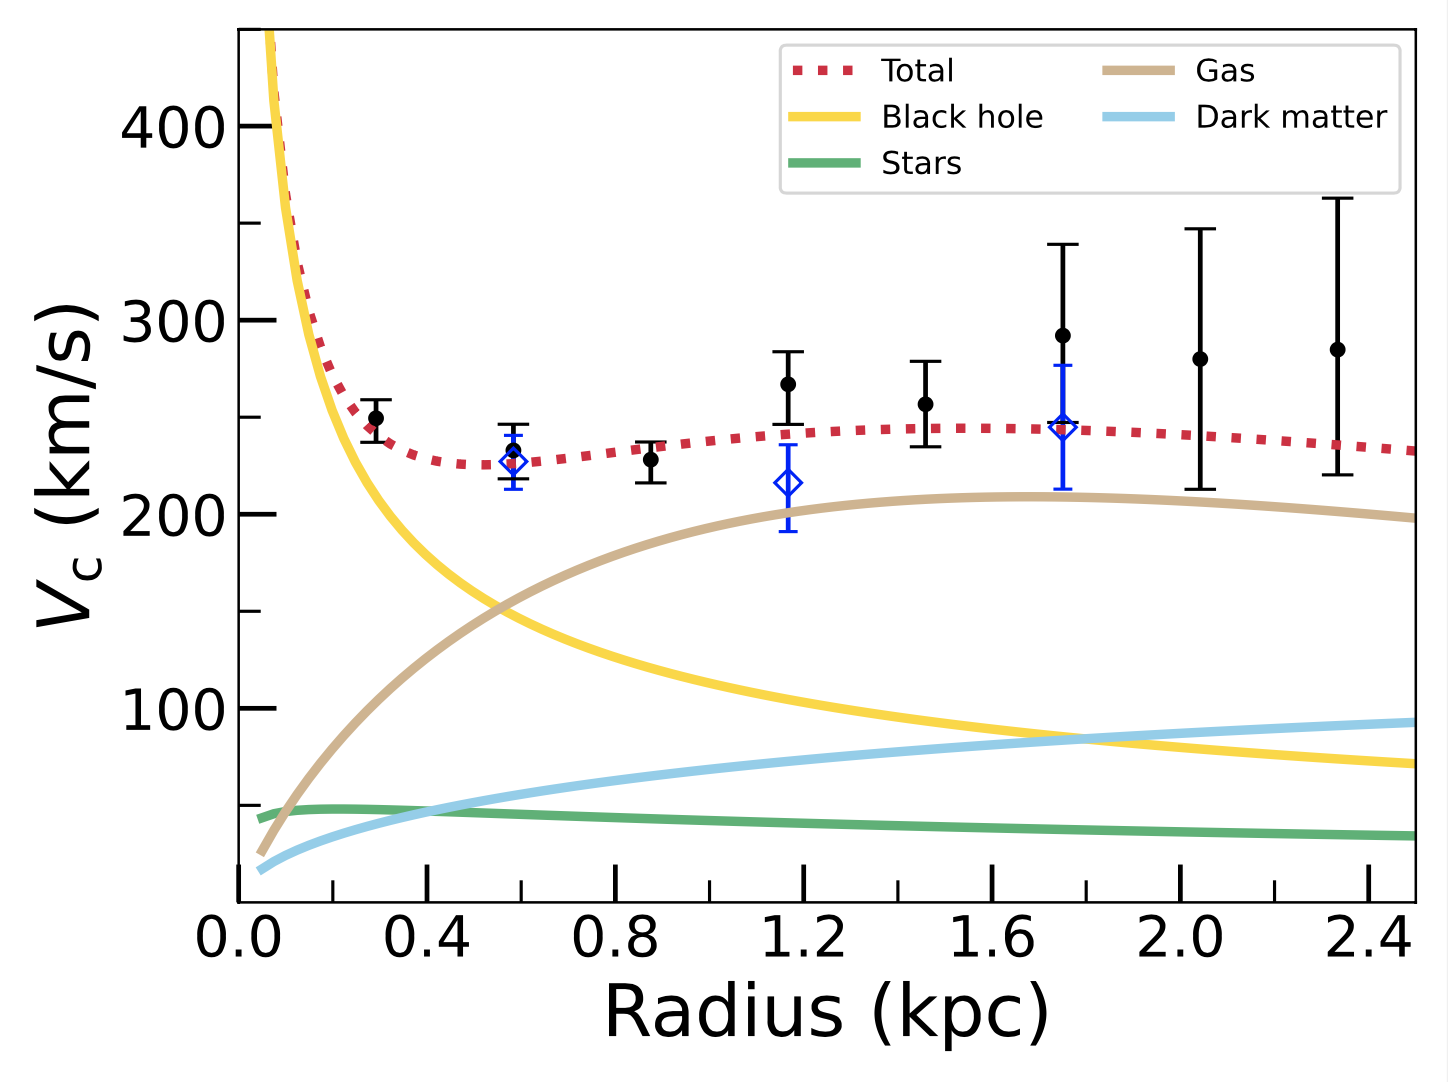 Total
Black hole
Stars
Gas
Dark matter
400
300
200
100
V_c (km/s)
0.0 0.4 0.8 1.2 1.6 2.0 2.4
Radius (kpc)